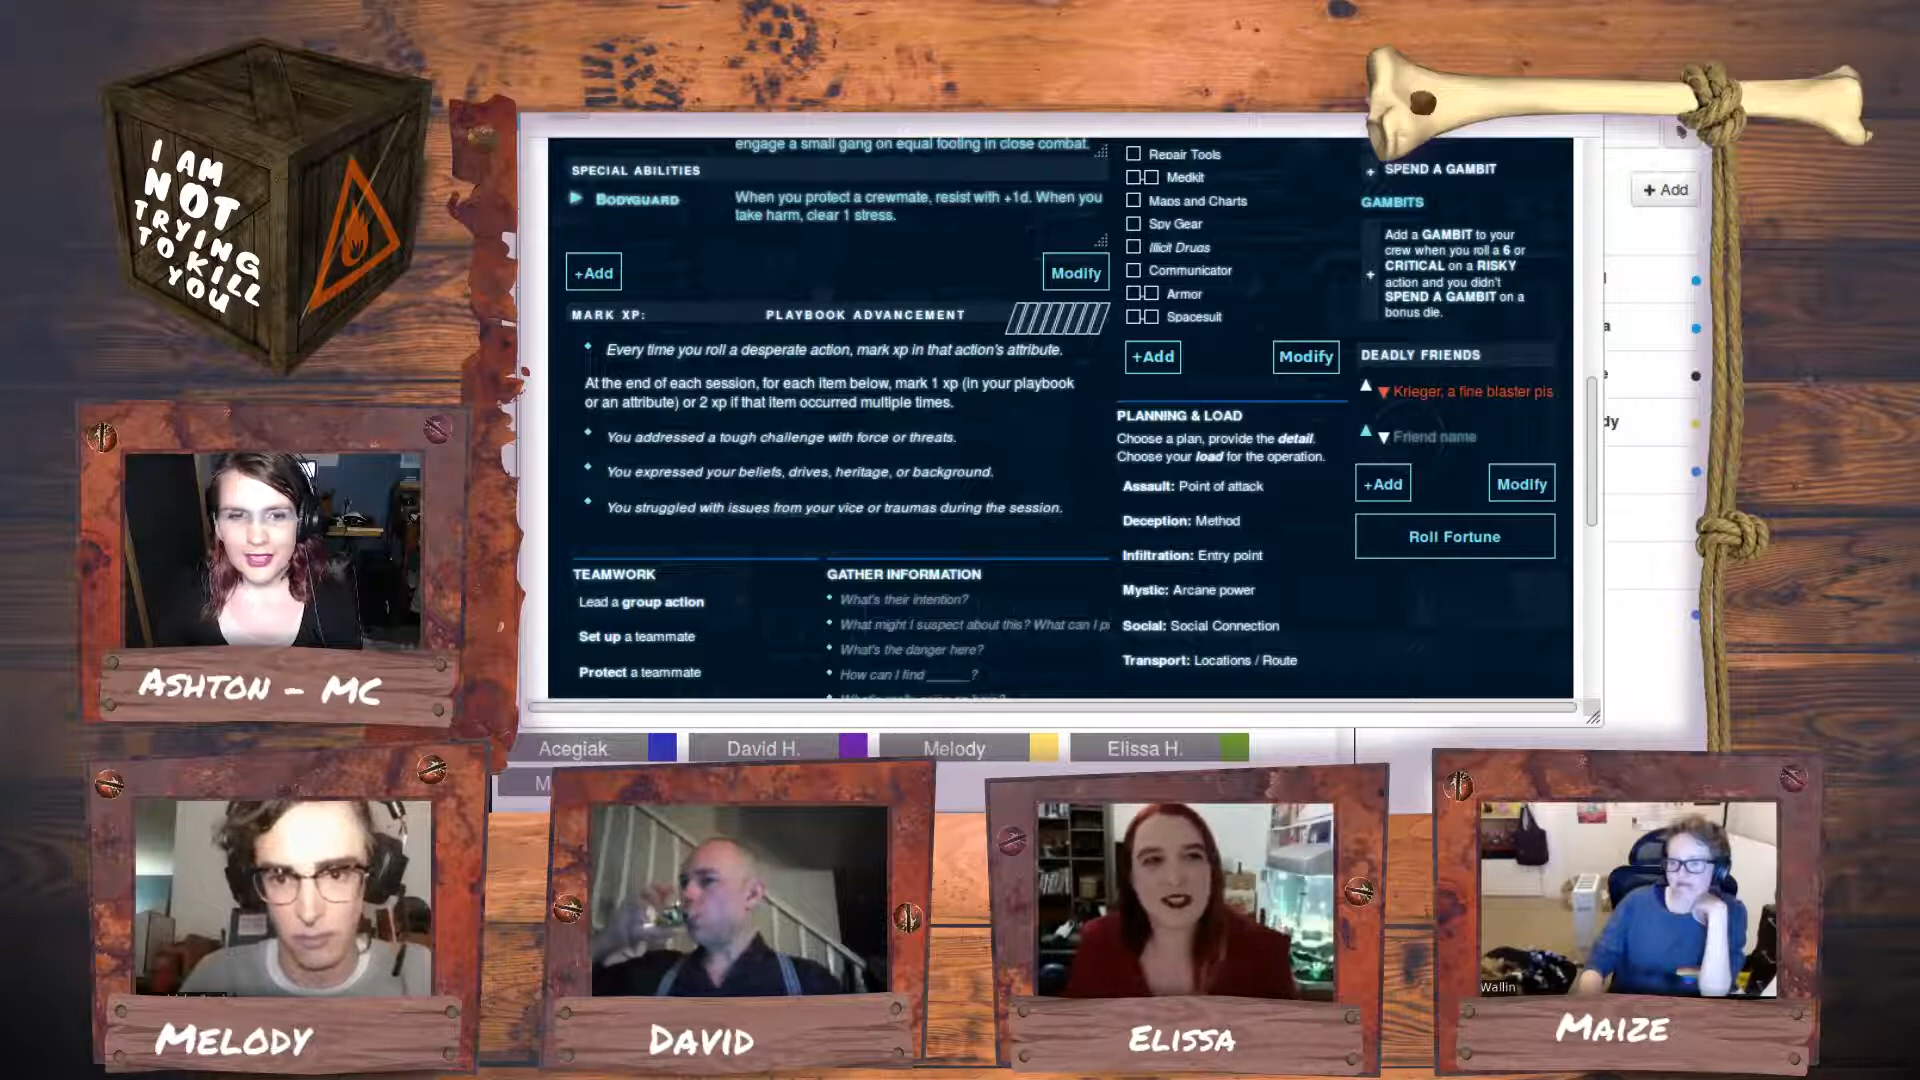 I AM
NOT
TRYING
TO KILL
YOU
engage a small gang on equal footing in close combat.
SPECIAL ABILITIES
BODYGUARD
When you protect a crewmate, resist with +1d. When you
take harm, clear 1 stress.
+Add
Modify
MARK XP:
PLAYBOOK ADVANCEMENT
Every time you roll a desperate action, mark xp in that action's attribute.
At the end of each session, for each item below, mark 1 xp (in your playbook
or an attribute) or 2 xp if that item occurred multiple times.
You addressed a tough challenge with force or threats.
You expressed your beliefs, drives, heritage, or background.
You struggled with issues from your vice or traumas during the session.
TEAMWORK
Lead a group action
Set up a teammate
Protect a teammate
GATHER INFORMATION
What's their intention?
What might I suspect about this? What can I
What's the danger here?
How can I find ______?
Repair Tools
Medkit
Maps and Charts
Spy Gear
Illicit Drugs
Communicator
Armor
Spacesuit
+Add
Modify
PLANNING & LOAD
Choose a plan, provide the detail.
Choose your load for the operation.
Assault: Point of attack
Deception: Method
Infiltration: Entry point
Mystic: Arcane power
Social: Social Connection
Transport: Locations / Route
+ SPEND A GAMBIT
GAMBITS
Add a GAMBIT to your
crew when you roll a 6 or
CRITICAL on a RISKY
+ action and you didn't
SPEND A GAMBIT on a
bonus die.
DEADLY FRIENDS
Krieger, a fine blaster pis
Friend name
+Add
Modify
Roll Fortune
+ Add
dy
Acegiak
David H.
Melody
Elissa H.
M
ASHTON - MC
Wallin
MELODY
DAVID
ELISSA
MAIZE